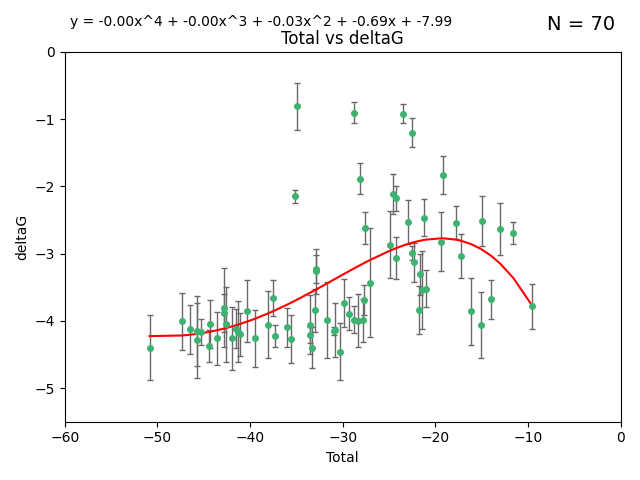 y = -0.00x^4 + -0.00x^3 + -0.03x^2 + -0.69x + -7.99
N = 70
Total vs deltaG
0
−1
−2
−3
−4
−5
deltaG
−60 −50 −40 −30 −20 −10 0
Total